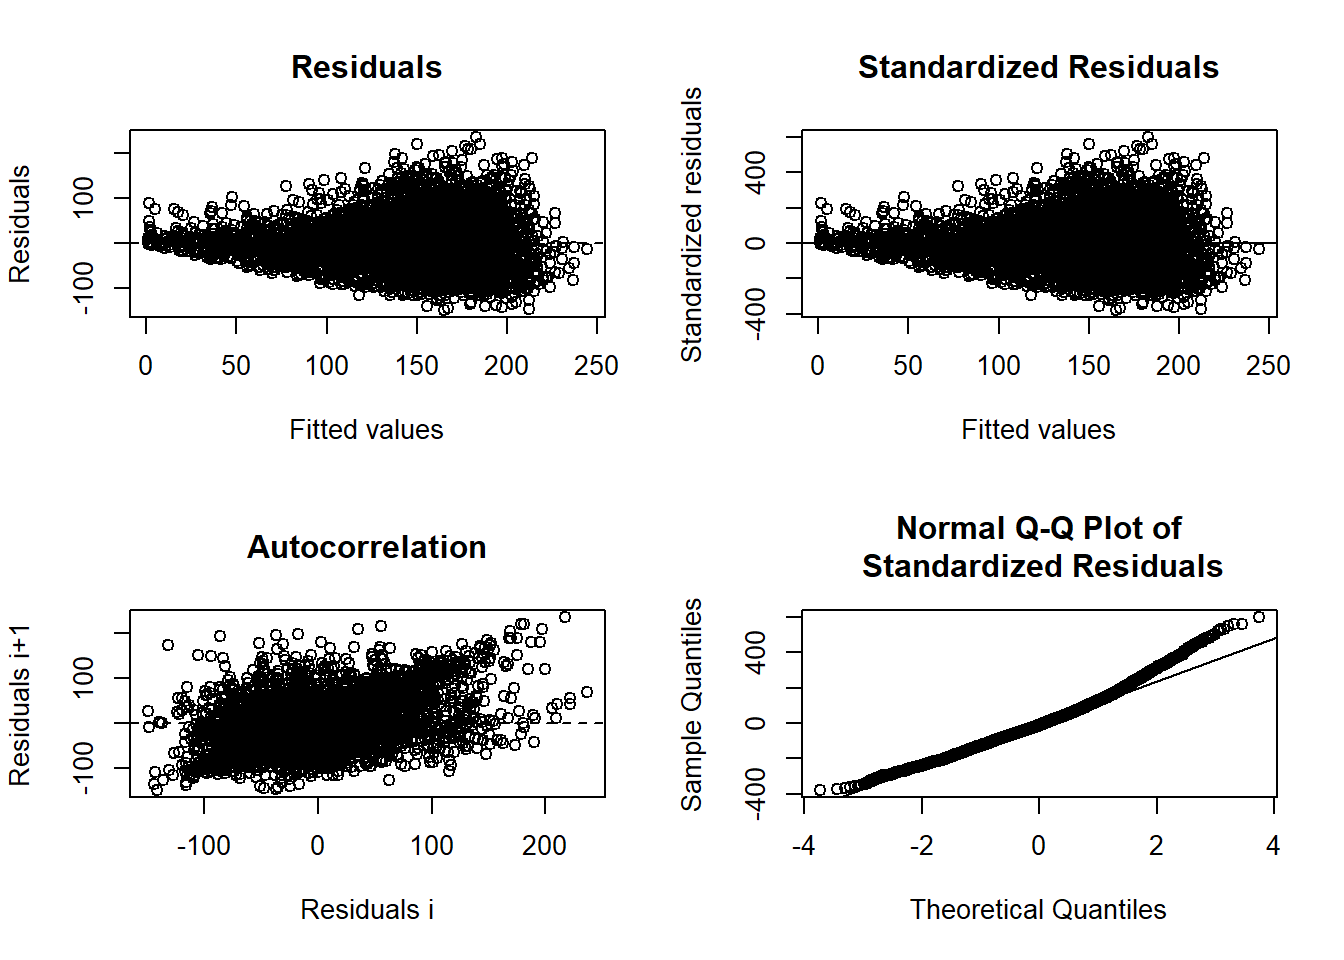 Residuals
Residuals
100
-100
0
50
100
150
200
250
Fitted values
Standardized Residuals
Standardized residuals
400
0
-400
0
50
100
150
200
250
Fitted values
Autocorrelation
Residuals i+1
100
-100
-100
0
100
200
Residuals i
Normal Q-Q Plot of
Standardized Residuals
Sample Quantiles
400
0
-400
-4
-2
0
2
4
Theoretical Quantiles